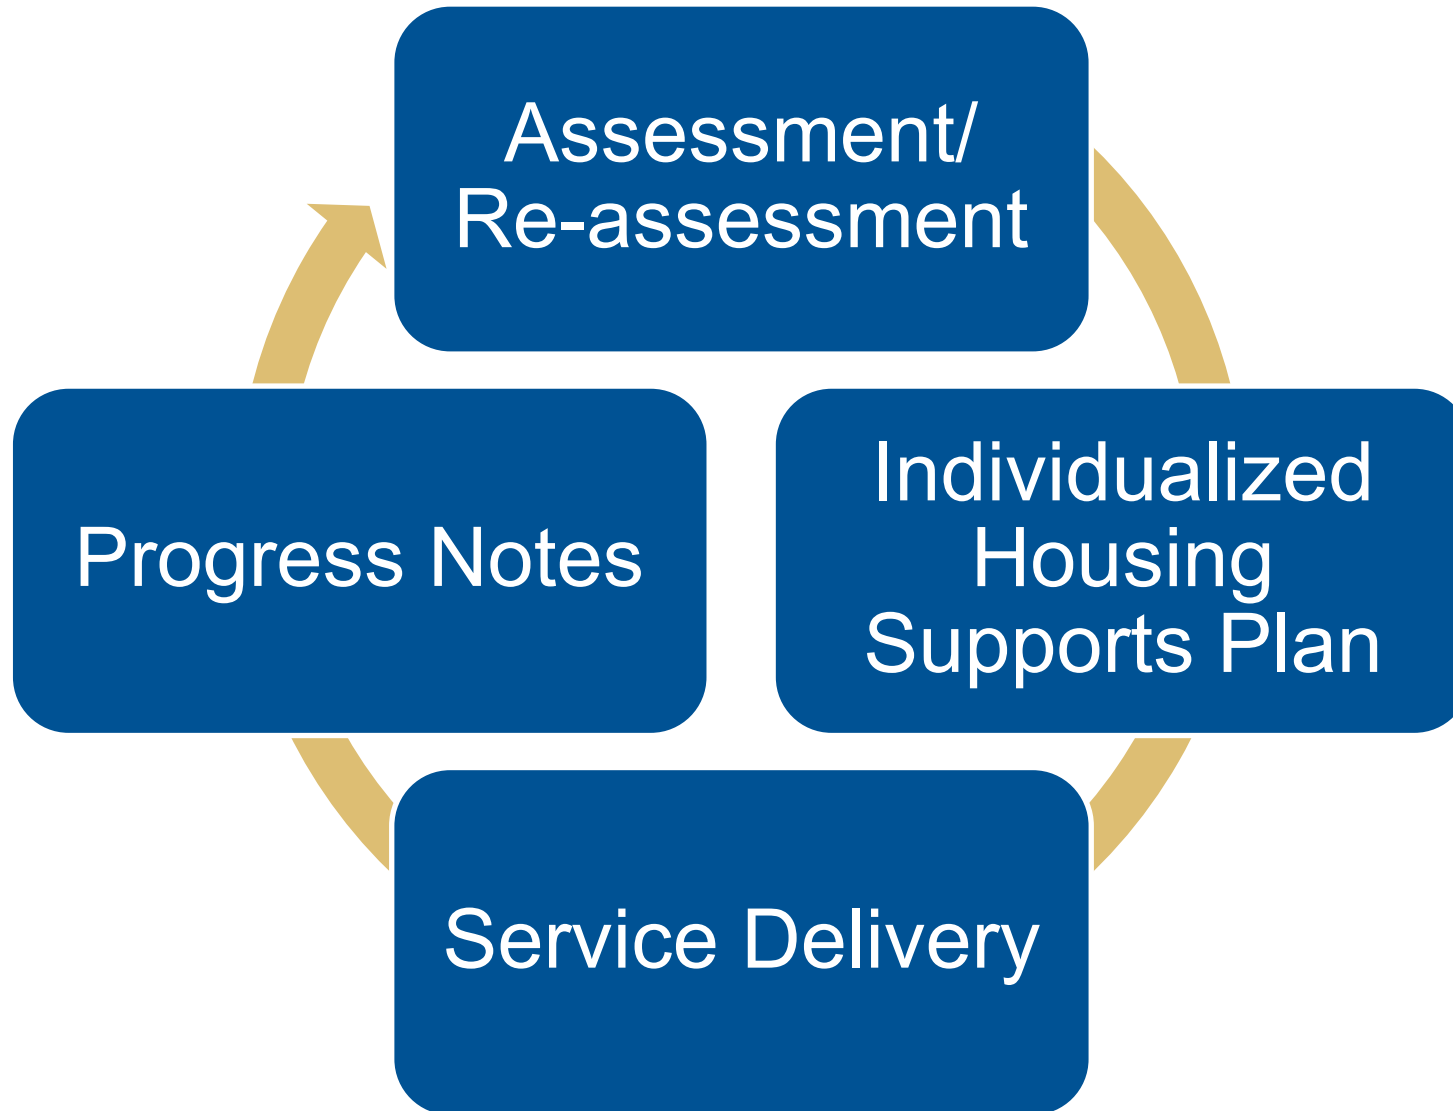 Assessment/
Re-assessment
Individualized
Housing
Supports Plan
Service Delivery
Progress Notes